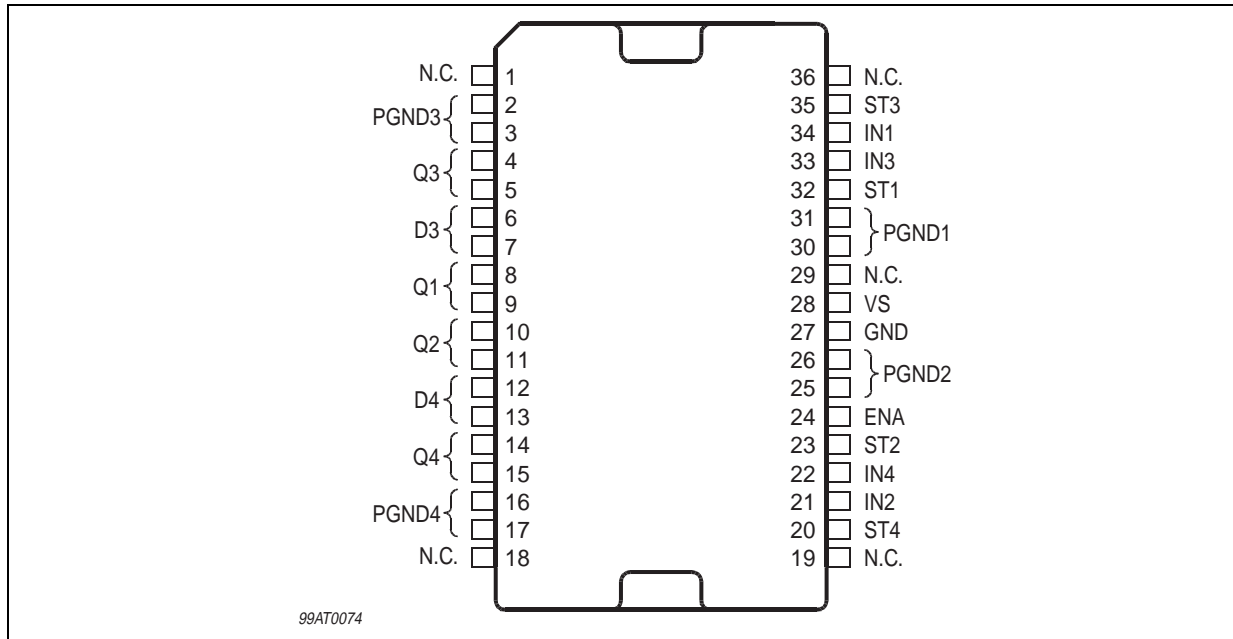 N.C. 1 36 N.C.
PGND3 2 35 ST3
3 34 IN1
Q3 4 33 IN3
5 32 ST1
D3 6 31 PGND1
7 30
Q1 8 29 N.C.
9 28 VS
Q2 10 27 GND
11 26 PGND2
D4 12 25
13 24 ENA
Q4 14 23 ST2
15 22 IN4
PGND4 16 21 IN2
17 20 ST4
N.C. 18 19 N.C.
99AT0074